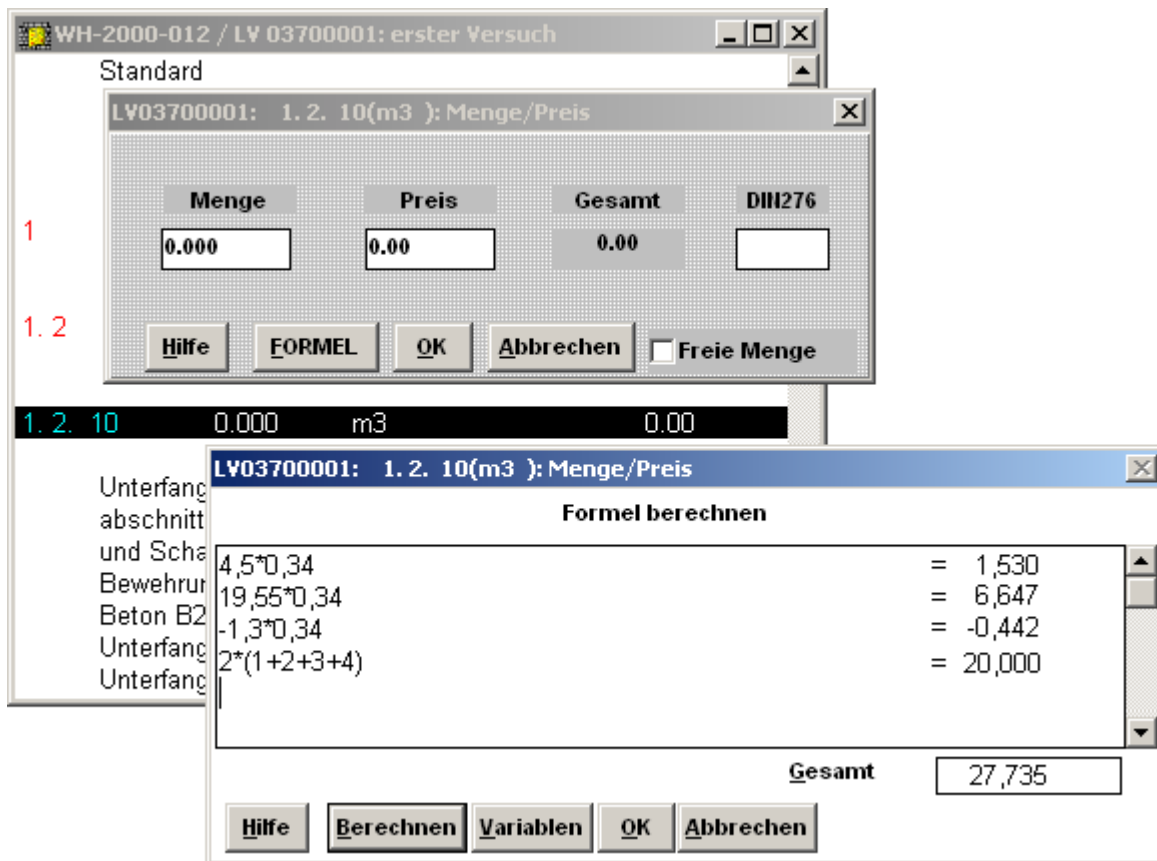 WH-2000-012 / LV 03700001: erster Versuch
Standard
LV03700001: 1. 2. 10(m3 ): Menge/Preis
Menge Preis Gesamt DIN276
1
0.000 0.00 0.00
1. 2
Hilfe FORMEL OK Abbrechen Freie Menge
1. 2. 10 0.000 m3 0.00
LV03700001: 1. 2. 10(m3 ): Menge/Preis
Unterfang
abschnitt
und Scha
Bewehrur
Beton B2
Unterfang
Unterfang
Formel berechnen
4,5*0,34 = 1,530
19,55*0,34 = 6,647
-1,3*0,34 = -0,442
2*(1+2+3+4) = 20,000
Gesamt 27,735
Hilfe Berechnen Variablen OK Abbrechen